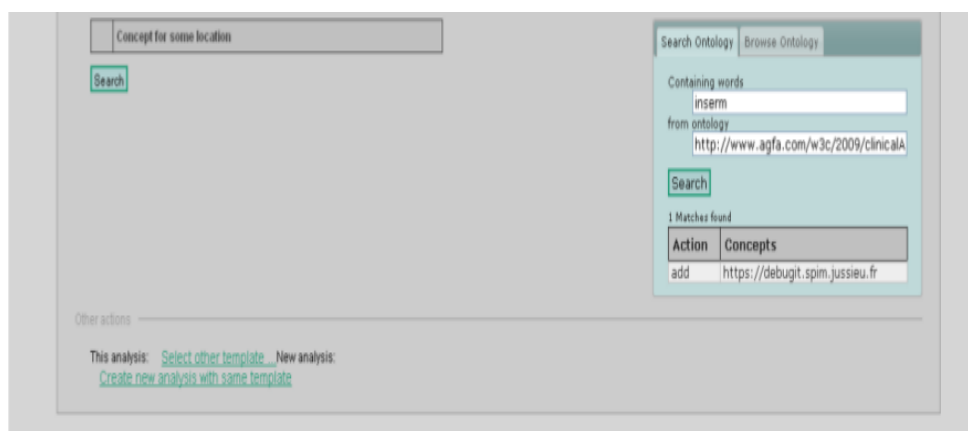 Concept for some location
Search
Search Ontology Browse Ontology
Containing words
inserm
from ontology
http://www.agfa.com/w3c/2009/clinicalA
Search
1 Matches found
Action Concepts
add https://debugit.spim.jussieu.fr
Other actions
This analysis: Select other template New analysis:
Create new analysis with same template